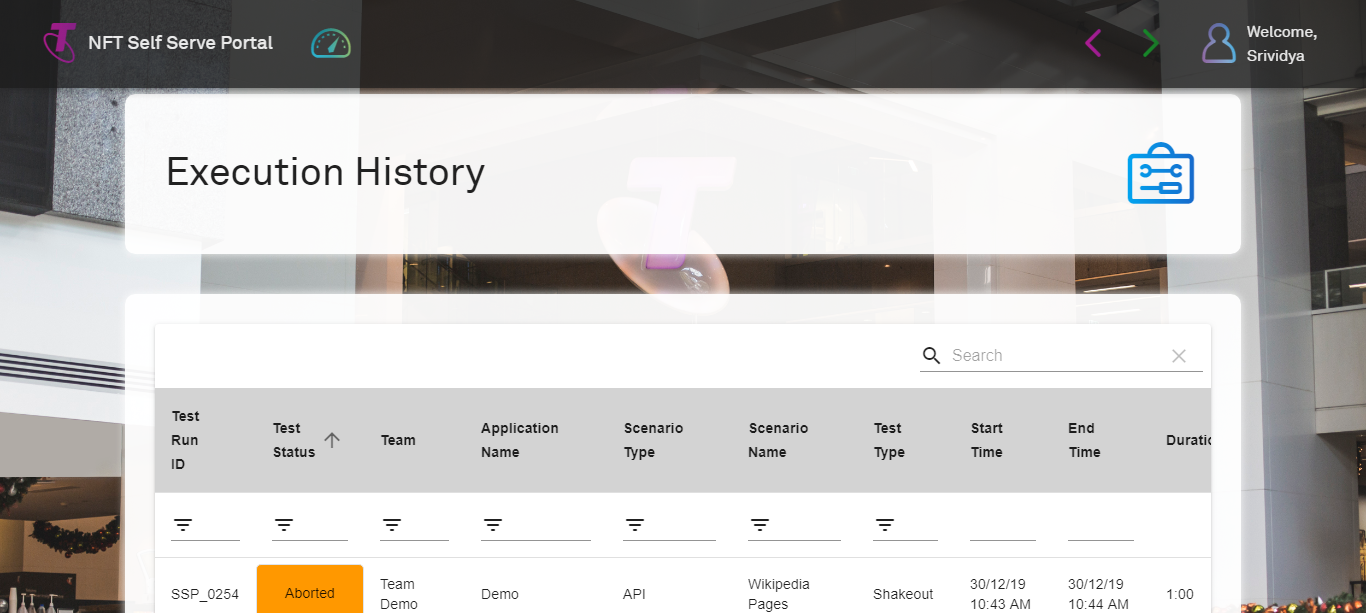 NFT Self Serve Portal
Welcome,
Srividya
Execution History
Search
Test Run ID
Test Status
Team
Application Name
Scenario Type
Scenario Name
Test Type
Start Time
End Time
Duratio
SSP_0254
Aborted
Team Demo
Demo
API
Wikipedia Pages
Shakeout
30/12/19 10:43 AM
30/12/19 10:44 AM
1:00